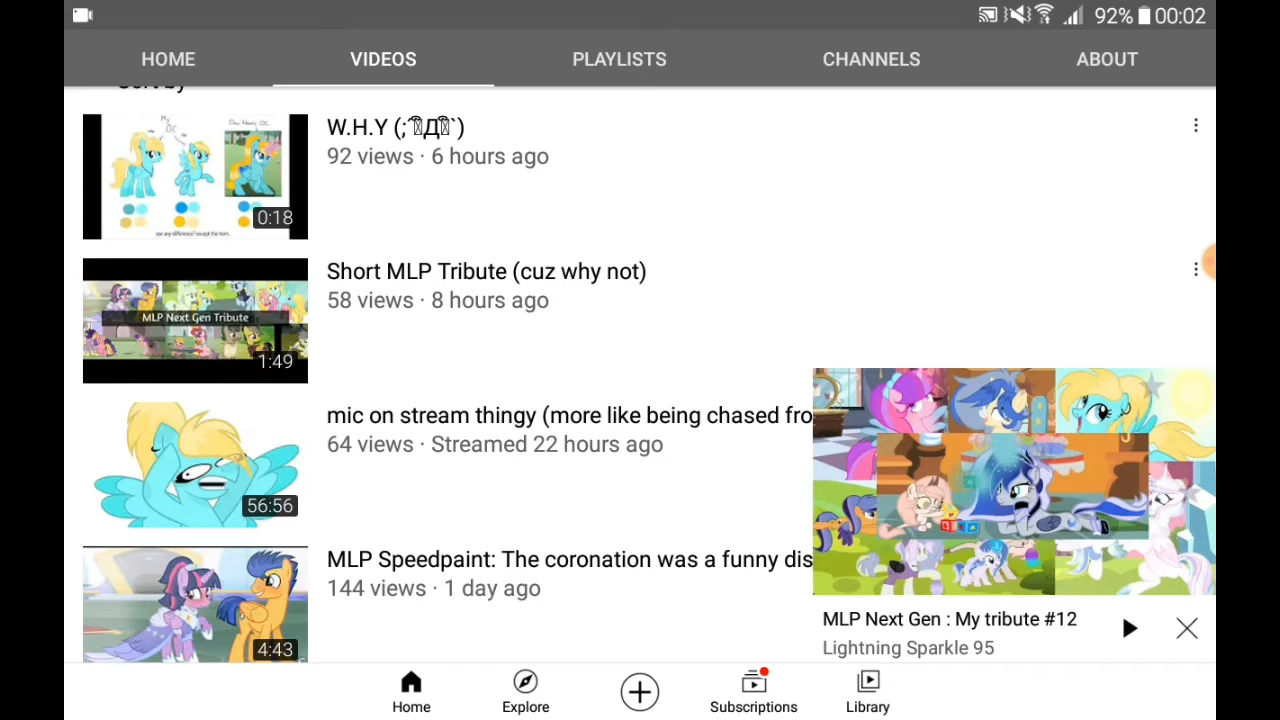 92% 00:02
HOME VIDEOS PLAYLISTS CHANNELS ABOUT
Sort by
My OC
W.H.Y
0:18
92 views · 6 hours ago
Short MLP Tribute (cuz why not)
58 views · 8 hours ago
MLP Next Gen Tribute
1:49
mic on stream thingy (more like being chased fro
64 views · Streamed 22 hours ago
56:56
MLP Speedpaint: The coronation was a funny dis
144 views · 1 day ago
4:43
MLP Next Gen : My tribute #12
Lightning Sparkle 95
Home Explore Subscriptions Library